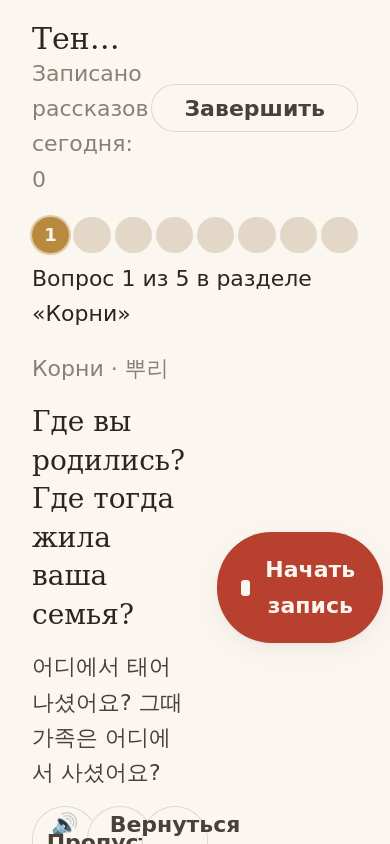 Тен…
Записано
рассказов
сегодня:
0
Завершить
1
Вопрос 1 из 5 в разделе
«Корни»
Корни · 뿌리
Где вы
родились?
Где тогда
жила
ваша
семья?
Начать
запись
어디에서 태어
나셨어요? 그때
가족은 어디에
서 사셨어요?
Вернуться